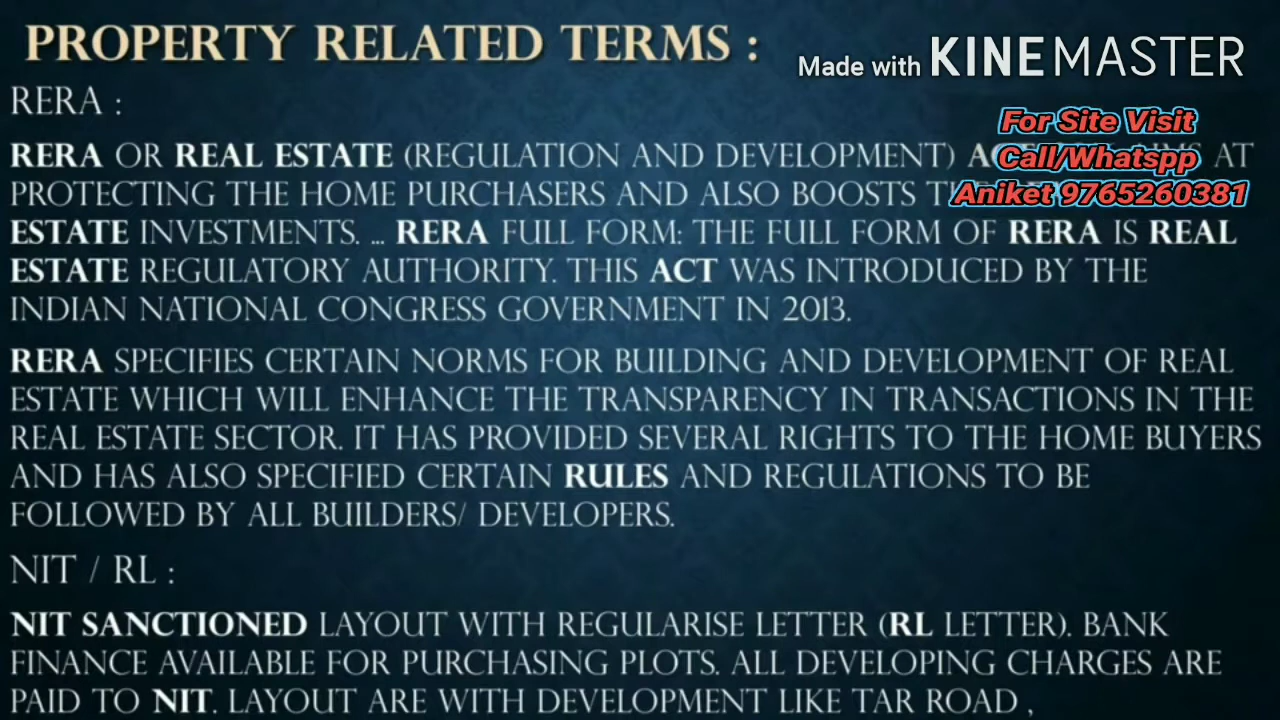 PROPERTY RELATED TERMS :
Made with KINEMASTER
RERA :
For Site Visit
Call/Whatspp
Aniket 9765260381
RERA OR REAL ESTATE (REGULATION AND DEVELOPMENT) AT
PROTECTING THE HOME PURCHASERS AND ALSO BOOSTS
ESTATE INVESTMENTS. ... RERA FULL FORM: THE FULL FORM OF RERA IS REAL
ESTATE REGULATORY AUTHORITY. THIS ACT WAS INTRODUCED BY THE
INDIAN NATIONAL CONGRESS GOVERNMENT IN 2013.
RERA SPECIFIES CERTAIN NORMS FOR BUILDING AND DEVELOPMENT OF REAL
ESTATE WHICH WILL ENHANCE THE TRANSPARENCY IN TRANSACTIONS IN THE
REAL ESTATE SECTOR. IT HAS PROVIDED SEVERAL RIGHTS TO THE HOME BUYERS
AND HAS ALSO SPECIFIED CERTAIN RULES AND REGULATIONS TO BE
FOLLOWED BY ALL BUILDERS/ DEVELOPERS.
NIT / RL :
NIT SANCTIONED LAYOUT WITH REGULARISE LETTER (RL LETTER). BANK
FINANCE AVAILABLE FOR PURCHASING PLOTS. ALL DEVELOPING CHARGES ARE
PAID TO NIT. LAYOUT ARE WITH DEVELOPMENT LIKE TAR ROAD ,